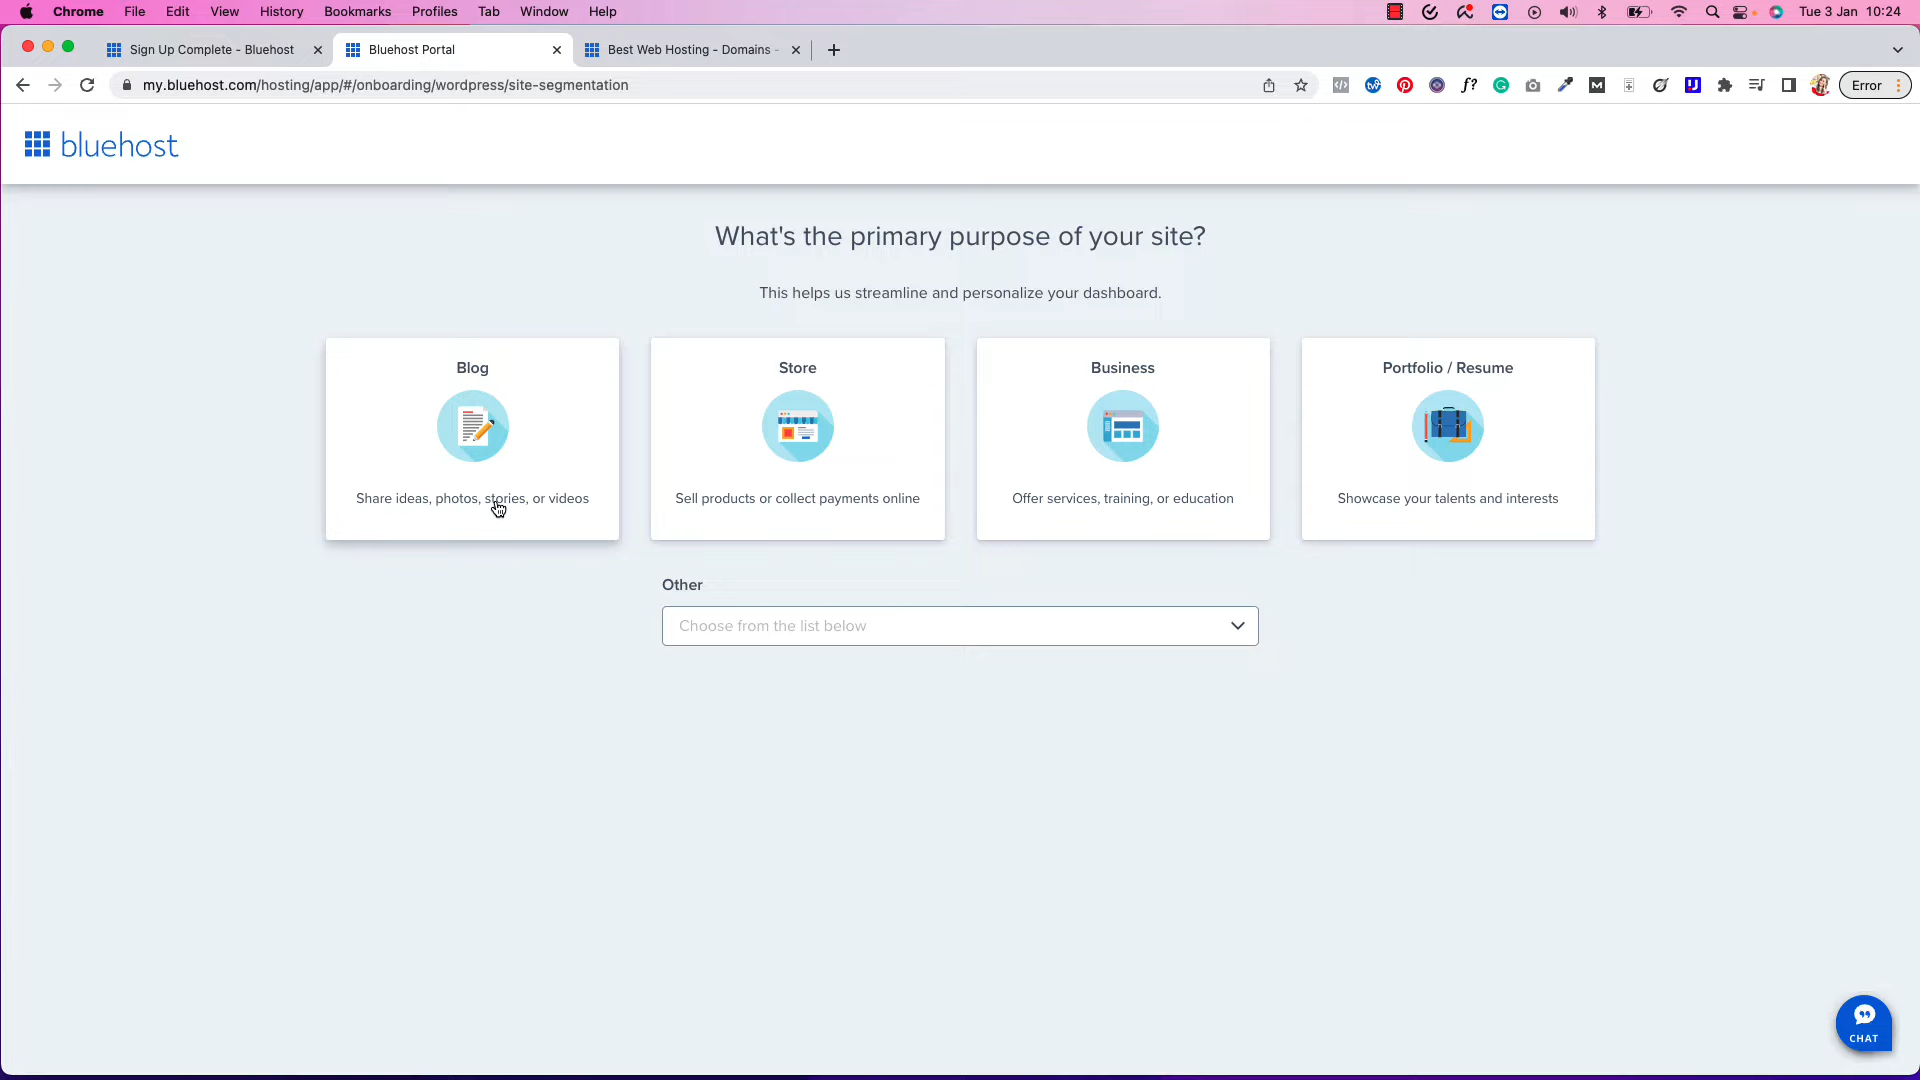 Chrome File Edit View History Bookmarks Profiles Tab Window Help Tue 3 Jan 10:24
Sign Up Complete - Bluehost Bluehost Portal Best Web Hosting - Domains -
my.bluehost.com/hosting/app/#/onboarding/wordpress/site-segmentation Error
bluehost
What's the primary purpose of your site?
This helps us streamline and personalize your dashboard.
Blog Store Business Portfolio / Resume
Share ideas, photos, stories, or videos Sell products or collect payments online Offer services, training, or education Showcase your talents and interests
Other
Choose from the list below
CHAT